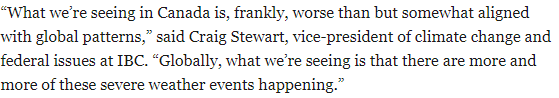 “What we’re seeing in Canada is, frankly, worse than but somewhat aligned
with global patterns,” said Craig Stewart, vice-president of climate change and
federal issues at IBC. “Globally, what we’re seeing is that there are more and
more of these severe weather events happening.”